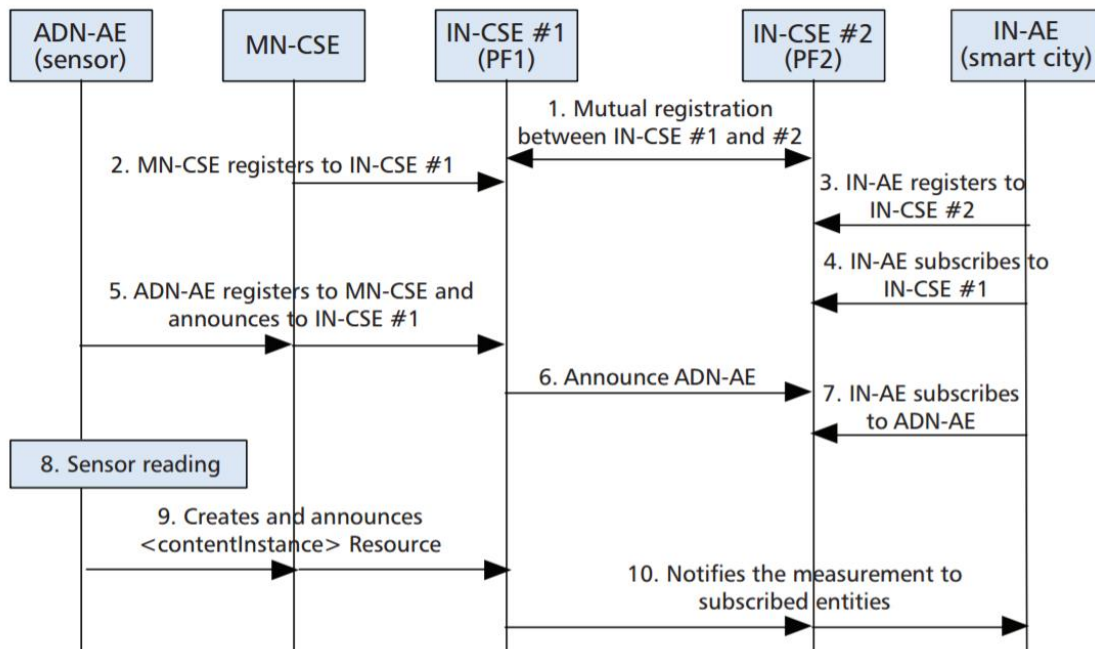 ADN-AE
(sensor)
MN-CSE
IN-CSE #1
(PF1)
IN-CSE #2
(PF2)
IN-AE
(smart city)
1. Mutual registration
between IN-CSE #1 and #2
2. MN-CSE registers to IN-CSE #1
3. IN-AE registers to
IN-CSE #2
4. IN-AE subscribes to
IN-CSE #1
5. ADN-AE registers to MN-CSE and
announces to IN-CSE #1
6. Announce ADN-AE
7. IN-AE subscribes
to ADN-AE
8. Sensor reading
9. Creates and announces
<contentInstance> Resource
10. Notifies the measurement to
subscribed entities